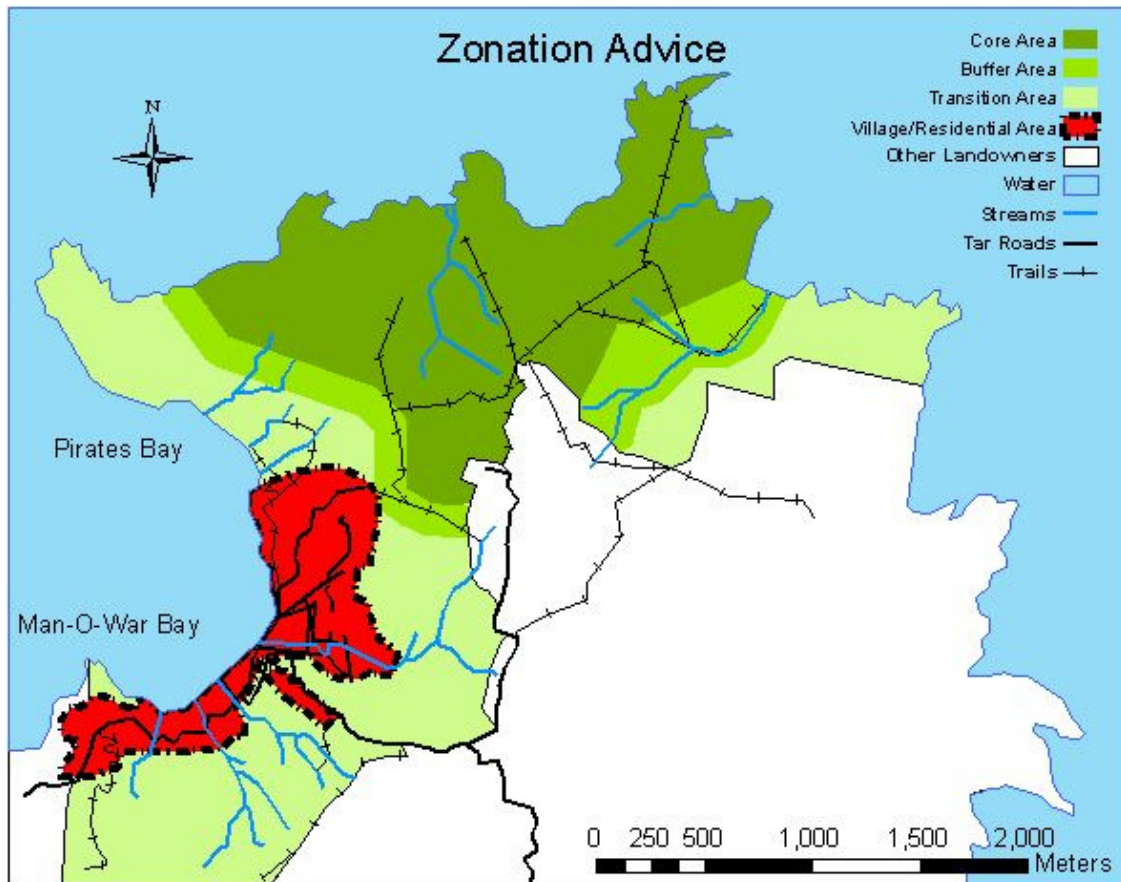 Zonation Advice
Core Area
Buffer Area
Transition Area
Village/Residential Area
Other Landowners
Water
Streams
Tar Roads
Trails
N
Pirates Bay
Man-O-War Bay
0 250 500 1,000 1,500 2,000
Meters